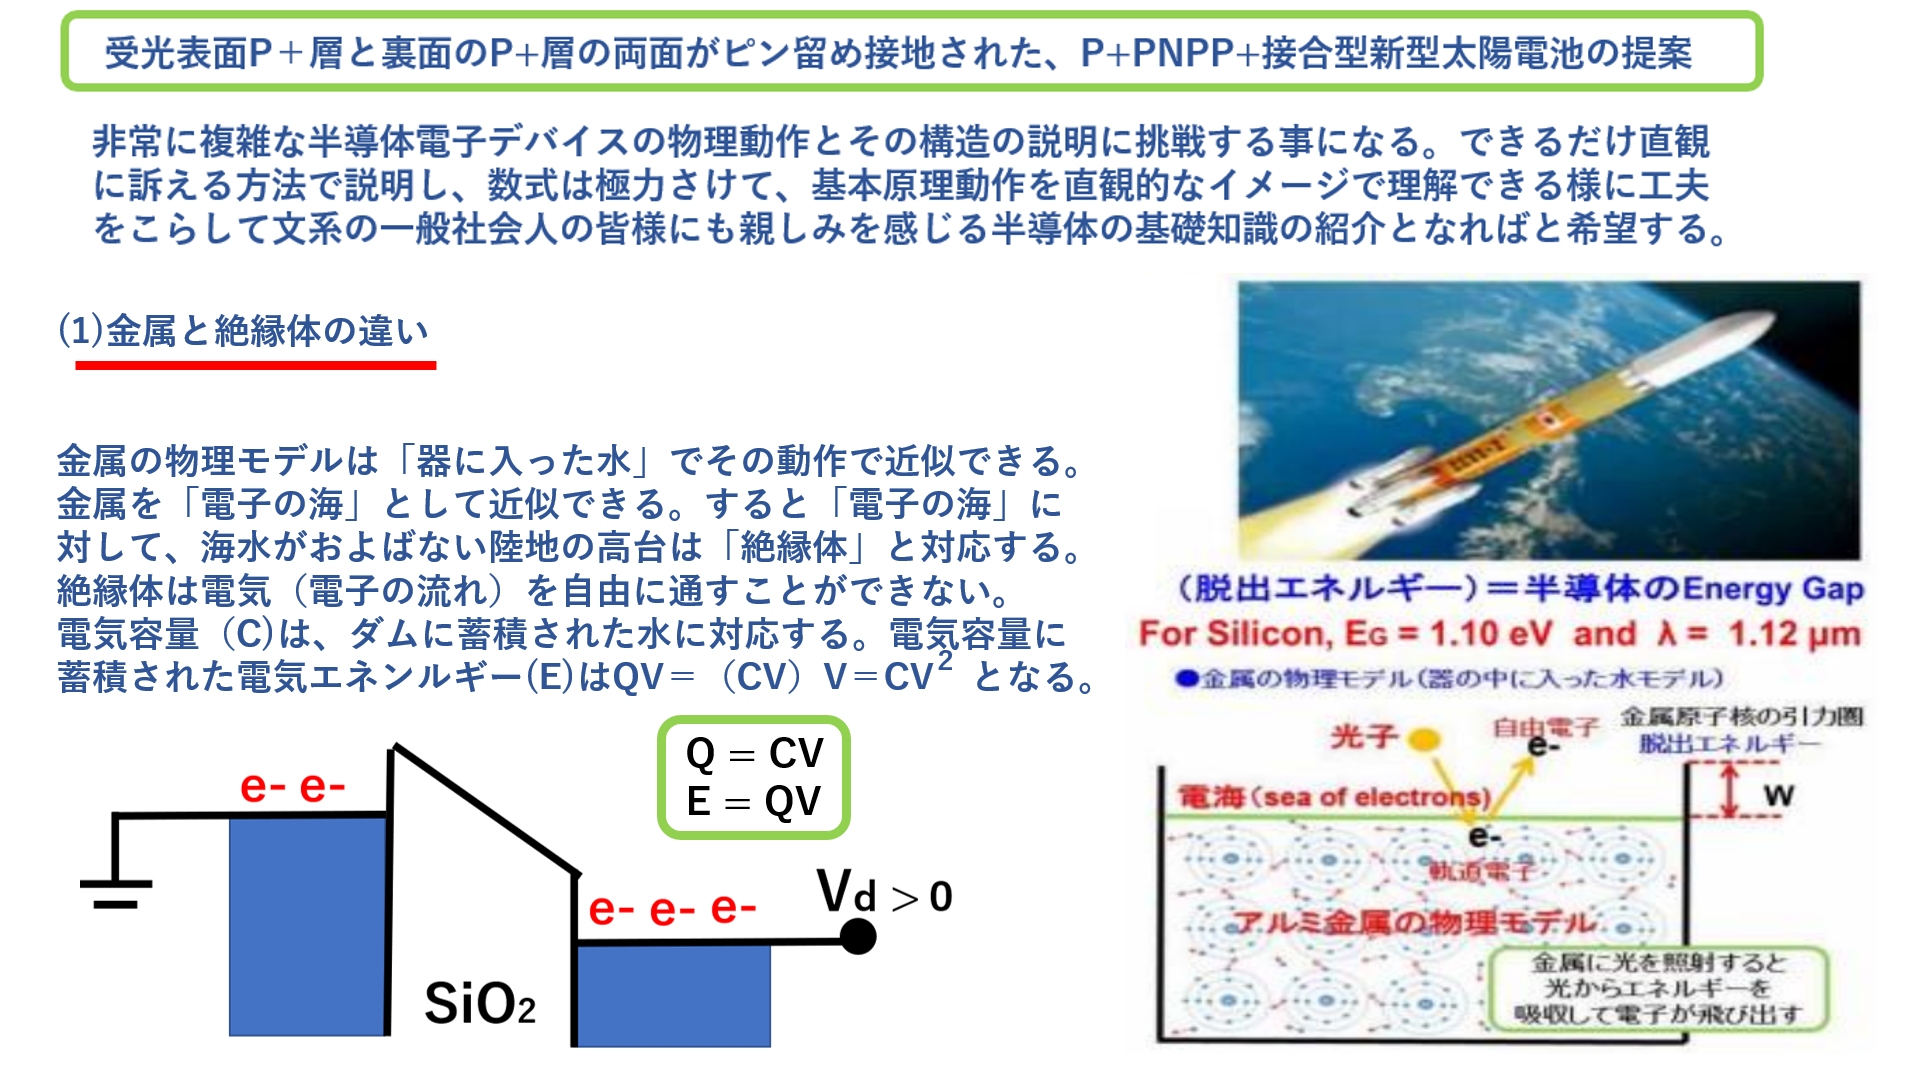 受光表面P＋層と裏面のP+層の両面がピン留め接地された、P+PNPP+接合型新型太陽電池の提案
非常に複雑な半導体電子デバイスの物理動作とその構造の説明に挑戦する事になる。できるだけ直観
に訴える方法で説明し、数式は極力さけて、基本原理動作を直観的なイメージで理解できる様に工夫
をこらして文系の一般社会人の皆様にも親しみを感じる半導体の基礎知識の紹介となればと希望する。
(1)金属と絶縁体の違い
金属の物理モデルは「器に入った水」でその動作で近似できる。
金属を「電子の海」として近似できる。すると「電子の海」に
対して、海水がおよばない陸地の高台は「絶縁体」と対応する。
絶縁体は電気（電子の流れ）を自由に通すことができない。
電気容量（C)は、ダムに蓄積された水に対応する。電気容量に
蓄積された電気エネンルギー(E)はQV＝（CV）V＝CV² となる。
Q = CV
E = QV
e- e-
SiO₂
e- e- e-
Vd > 0
（脱出エネルギー）＝半導体のEnergy Gap
For Silicon, EG = 1.10 eV and λ = 1.12 μm
●金属の物理モデル（器の中に入った水モデル）
光子
自由電子
e-
金属原子核の引力圏
脱出エネルギー
W
電海（sea of electrons)
e-
軌道電子
アルミ金属の物理モデル
金属に光を照射すると
光からエネルギーを
吸収して電子が飛び出す